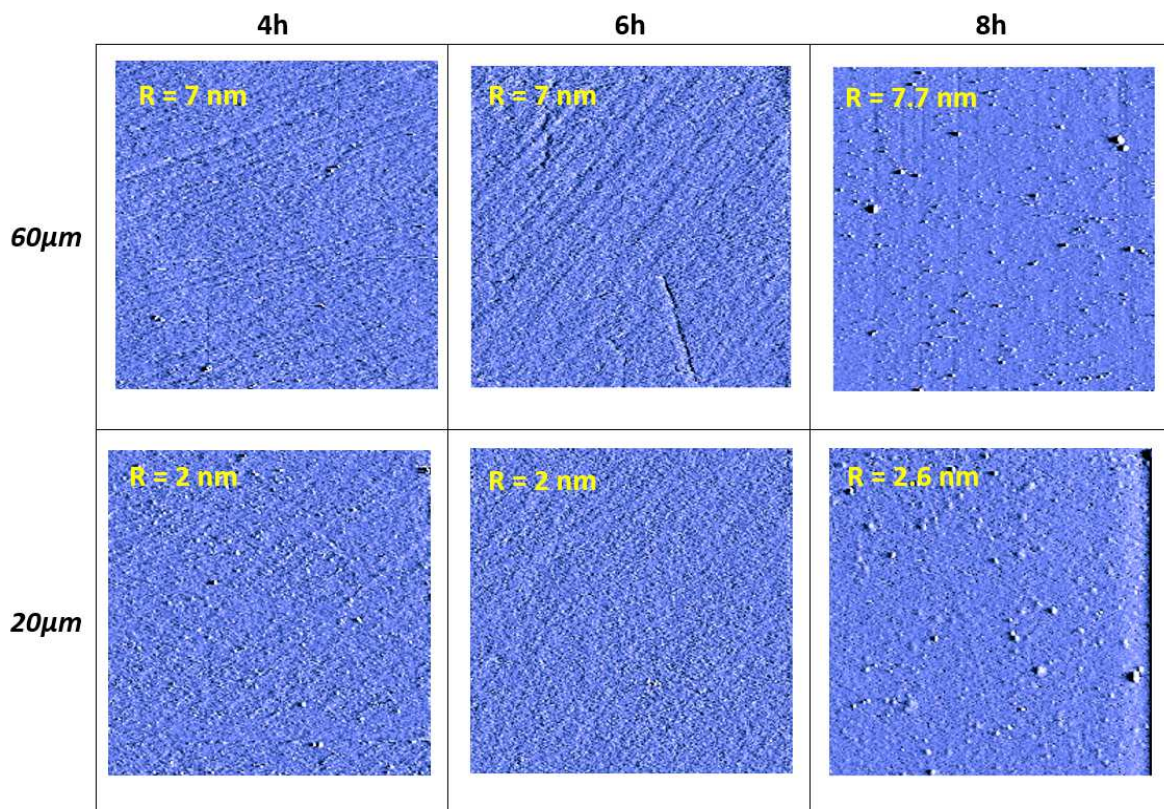 4h 6h 8h
60µm
R = 7 nm R = 7 nm R = 7.7 nm
20µm
R = 2 nm R = 2 nm R = 2.6 nm